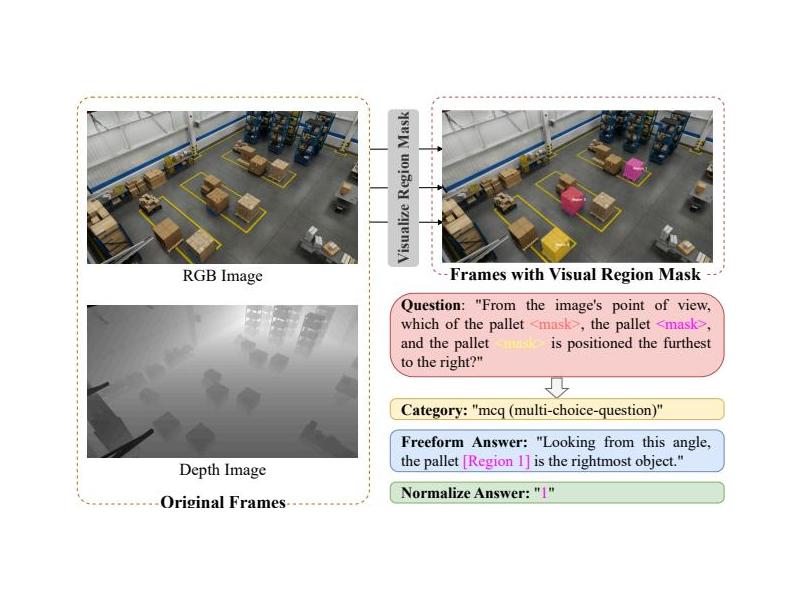 RGB Image
Depth Image
Original Frames
Visualize Region Mask
Frames with Visual Region Mask
Question: "From the image's point of view,
which of the pallet <mask>, the pallet <mask>,
and the pallet <mask> is positioned the furthest
to the right?"
Category: "mcq (multi-choice-question)"
Freeform Answer: "Looking from this angle,
the pallet [Region 1] is the rightmost object."
Normalize Answer: "1"